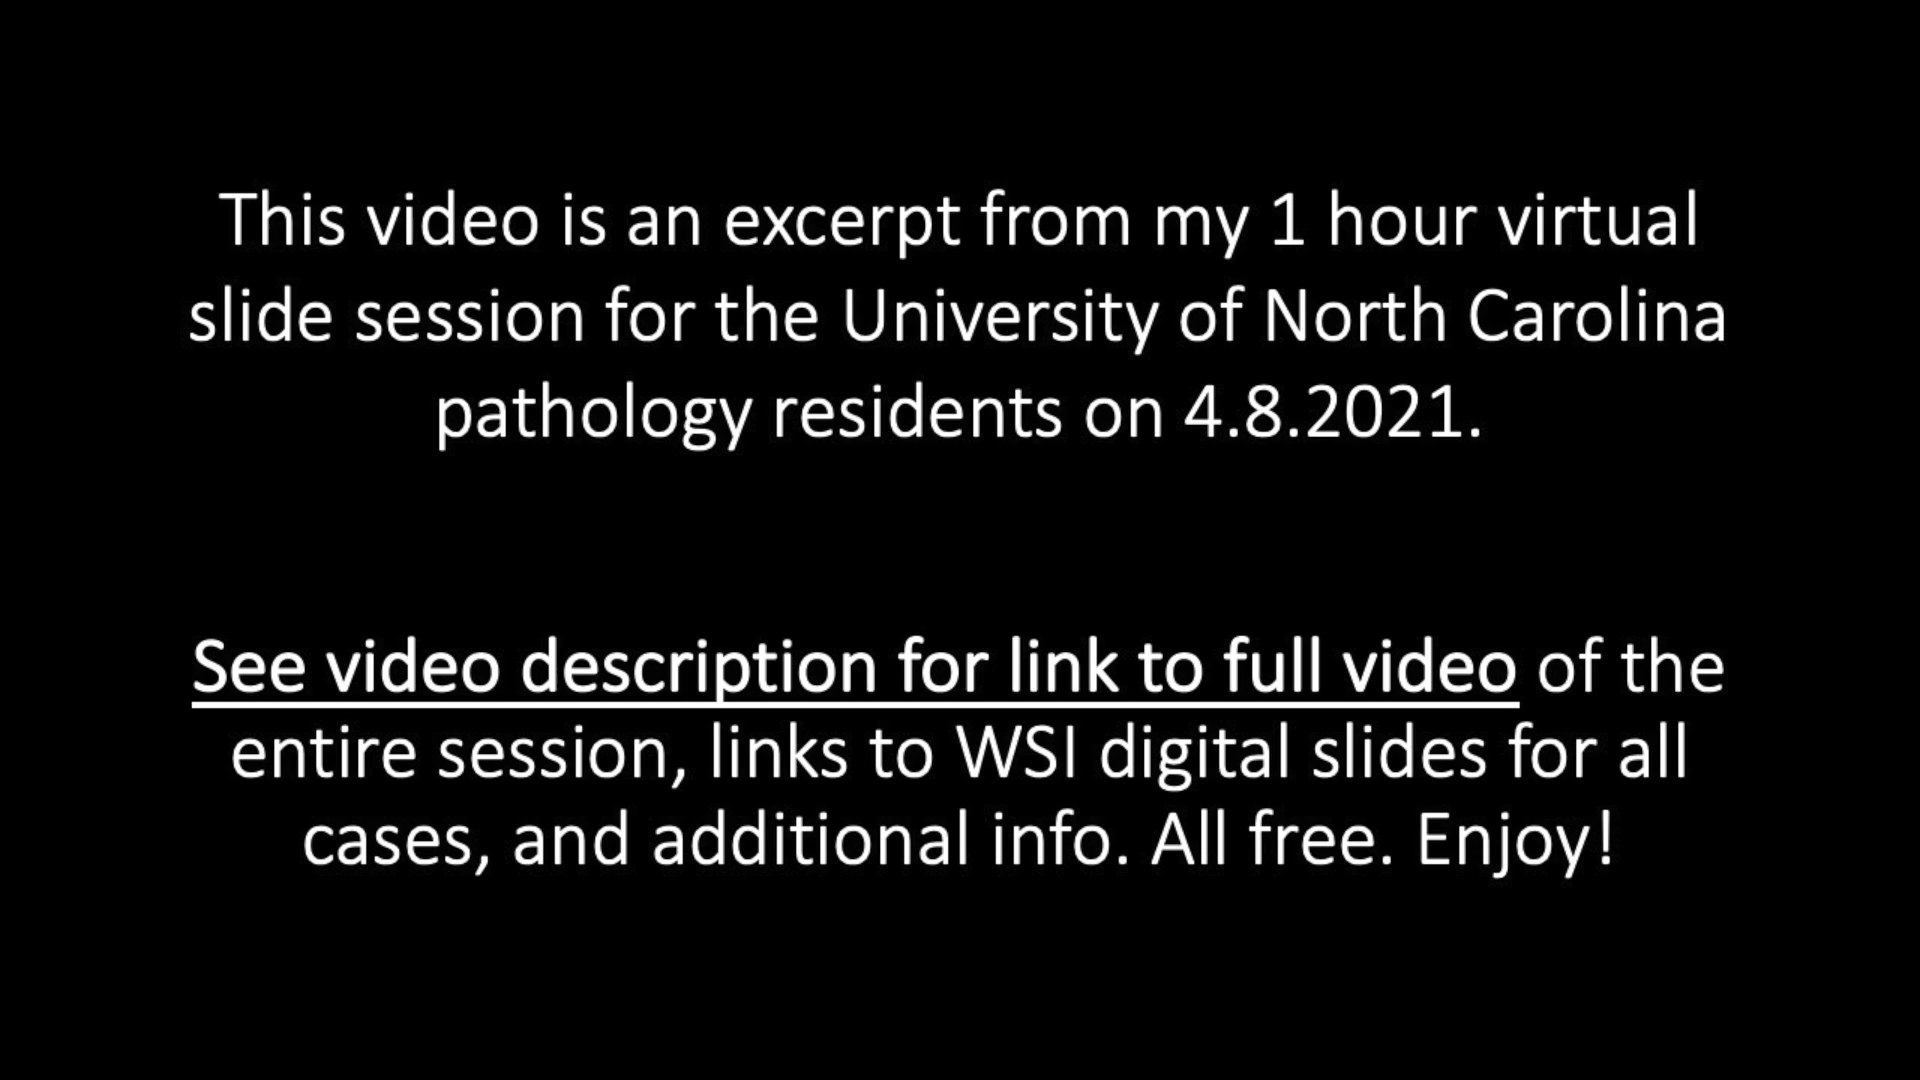 This video is an excerpt from my 1 hour virtual
slide session for the University of North Carolina
pathology residents on 4.8.2021.
See video description for link to full video of the
entire session, links to WSI digital slides for all
cases, and additional info. All free. Enjoy!